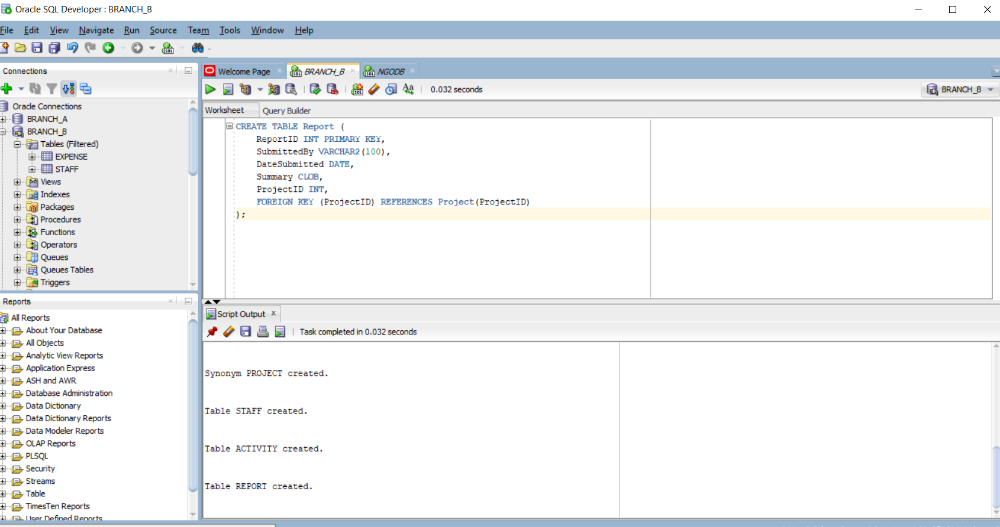 Oracle SQL Developer : BRANCH_B
File Edit View Navigate Run Source Team Tools Window Help
Connections
Oracle Connections
BRANCH_A
BRANCH_B
Tables (Filtered)
EXPENSE
STAFF
Views
Indexes
Packages
Procedures
Functions
Operators
Queues
Queues Tables
Triggers
Reports
All Reports
About Your Database
All Objects
Analytic View Reports
Application Express
ASH and AWR
Database Administration
Data Dictionary
Data Dictionary Reports
Data Modeler Reports
OLAP Reports
PLSQL
Security
Streams
Table
TimesTen Reports
User Defined Reports
Welcome Page BRANCH_B NGODB
0.032 seconds BRANCH_B
Worksheet Query Builder
CREATE TABLE Report (
ReportID INT PRIMARY KEY,
SubmittedBy VARCHAR2(100),
DateSubmitted DATE,
Summary CLOB,
ProjectID INT,
FOREIGN KEY (ProjectID) REFERENCES Project(ProjectID)
);
Script Output
Task completed in 0.032 seconds
Synonym PROJECT created.
Table STAFF created.
Table ACTIVITY created.
Table REPORT created.